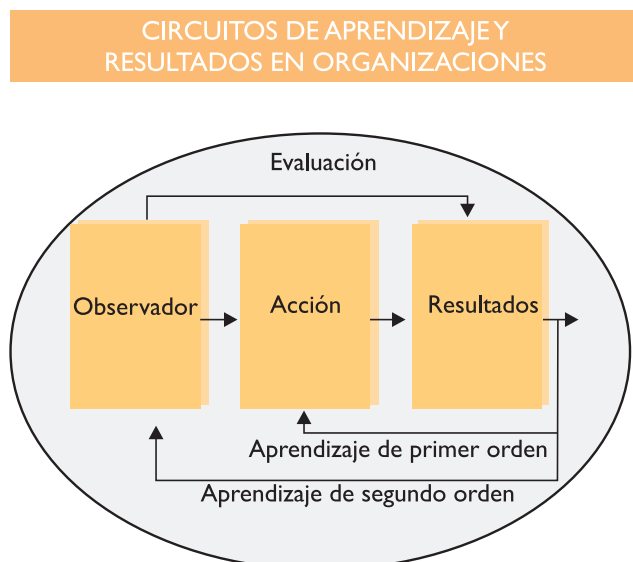 CIRCUITOS DE APRENDIZAJE Y
RESULTADOS EN ORGANIZACIONES
Evaluación
Observador
Acción
Resultados
Aprendizaje de primer orden
Aprendizaje de segundo orden